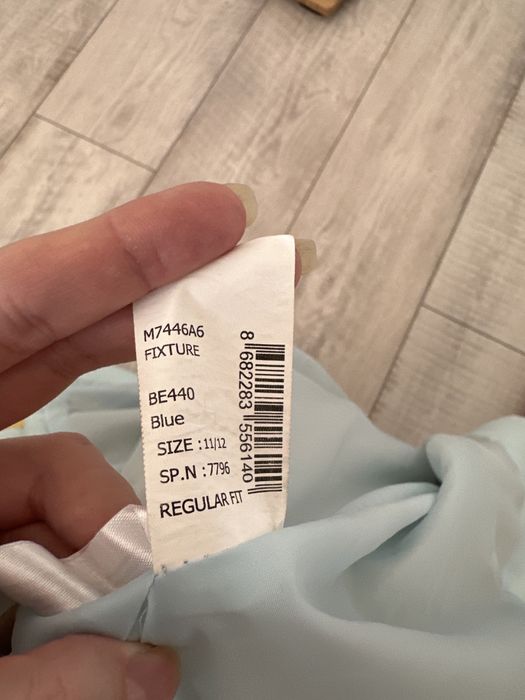 M7446A6
FIXTURE
BE440
Blue
SIZE : 11/12
SP.N : 7796
REGULAR FIT
8 682283 556140